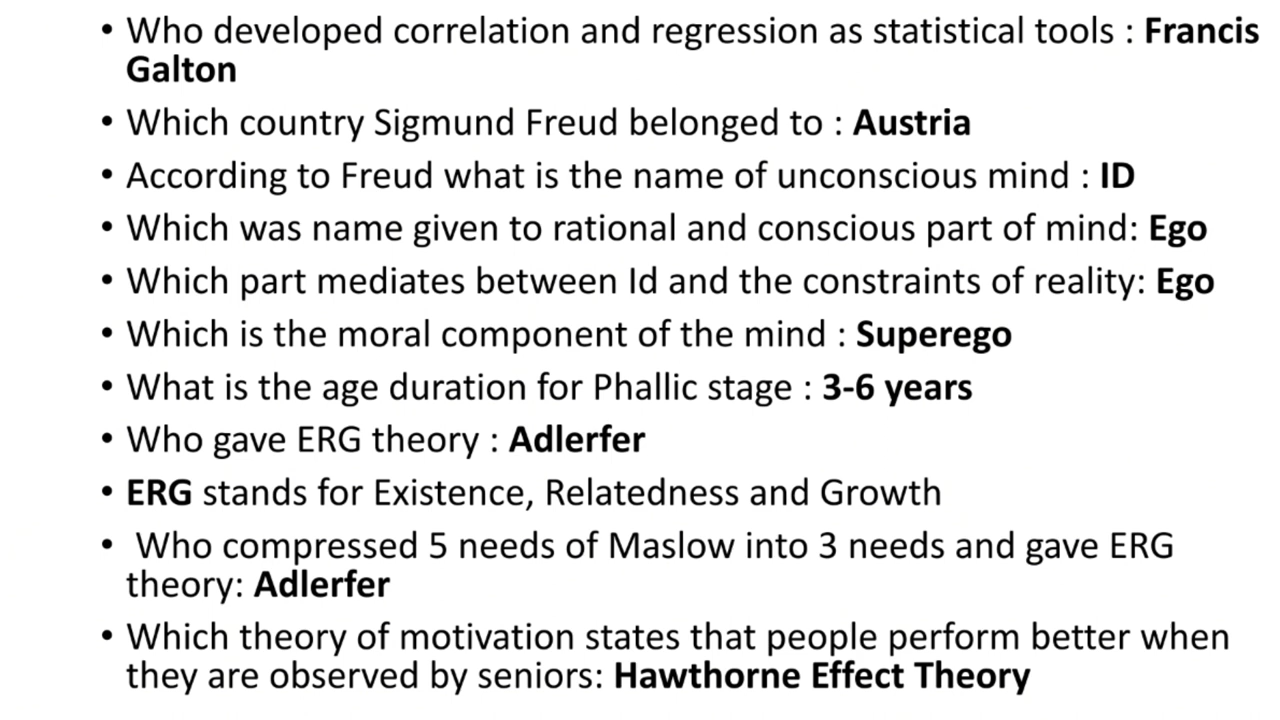 • Who developed correlation and regression as statistical tools : Francis
Galton
• Which country Sigmund Freud belonged to : Austria
• According to Freud what is the name of unconscious mind : ID
• Which was name given to rational and conscious part of mind: Ego
• Which part mediates between Id and the constraints of reality: Ego
• Which is the moral component of the mind : Superego
• What is the age duration for Phallic stage : 3-6 years
• Who gave ERG theory : Adlerfer
• ERG stands for Existence, Relatedness and Growth
• Who compressed 5 needs of Maslow into 3 needs and gave ERG
theory: Adlerfer
• Which theory of motivation states that people perform better when
they are observed by seniors: Hawthorne Effect Theory